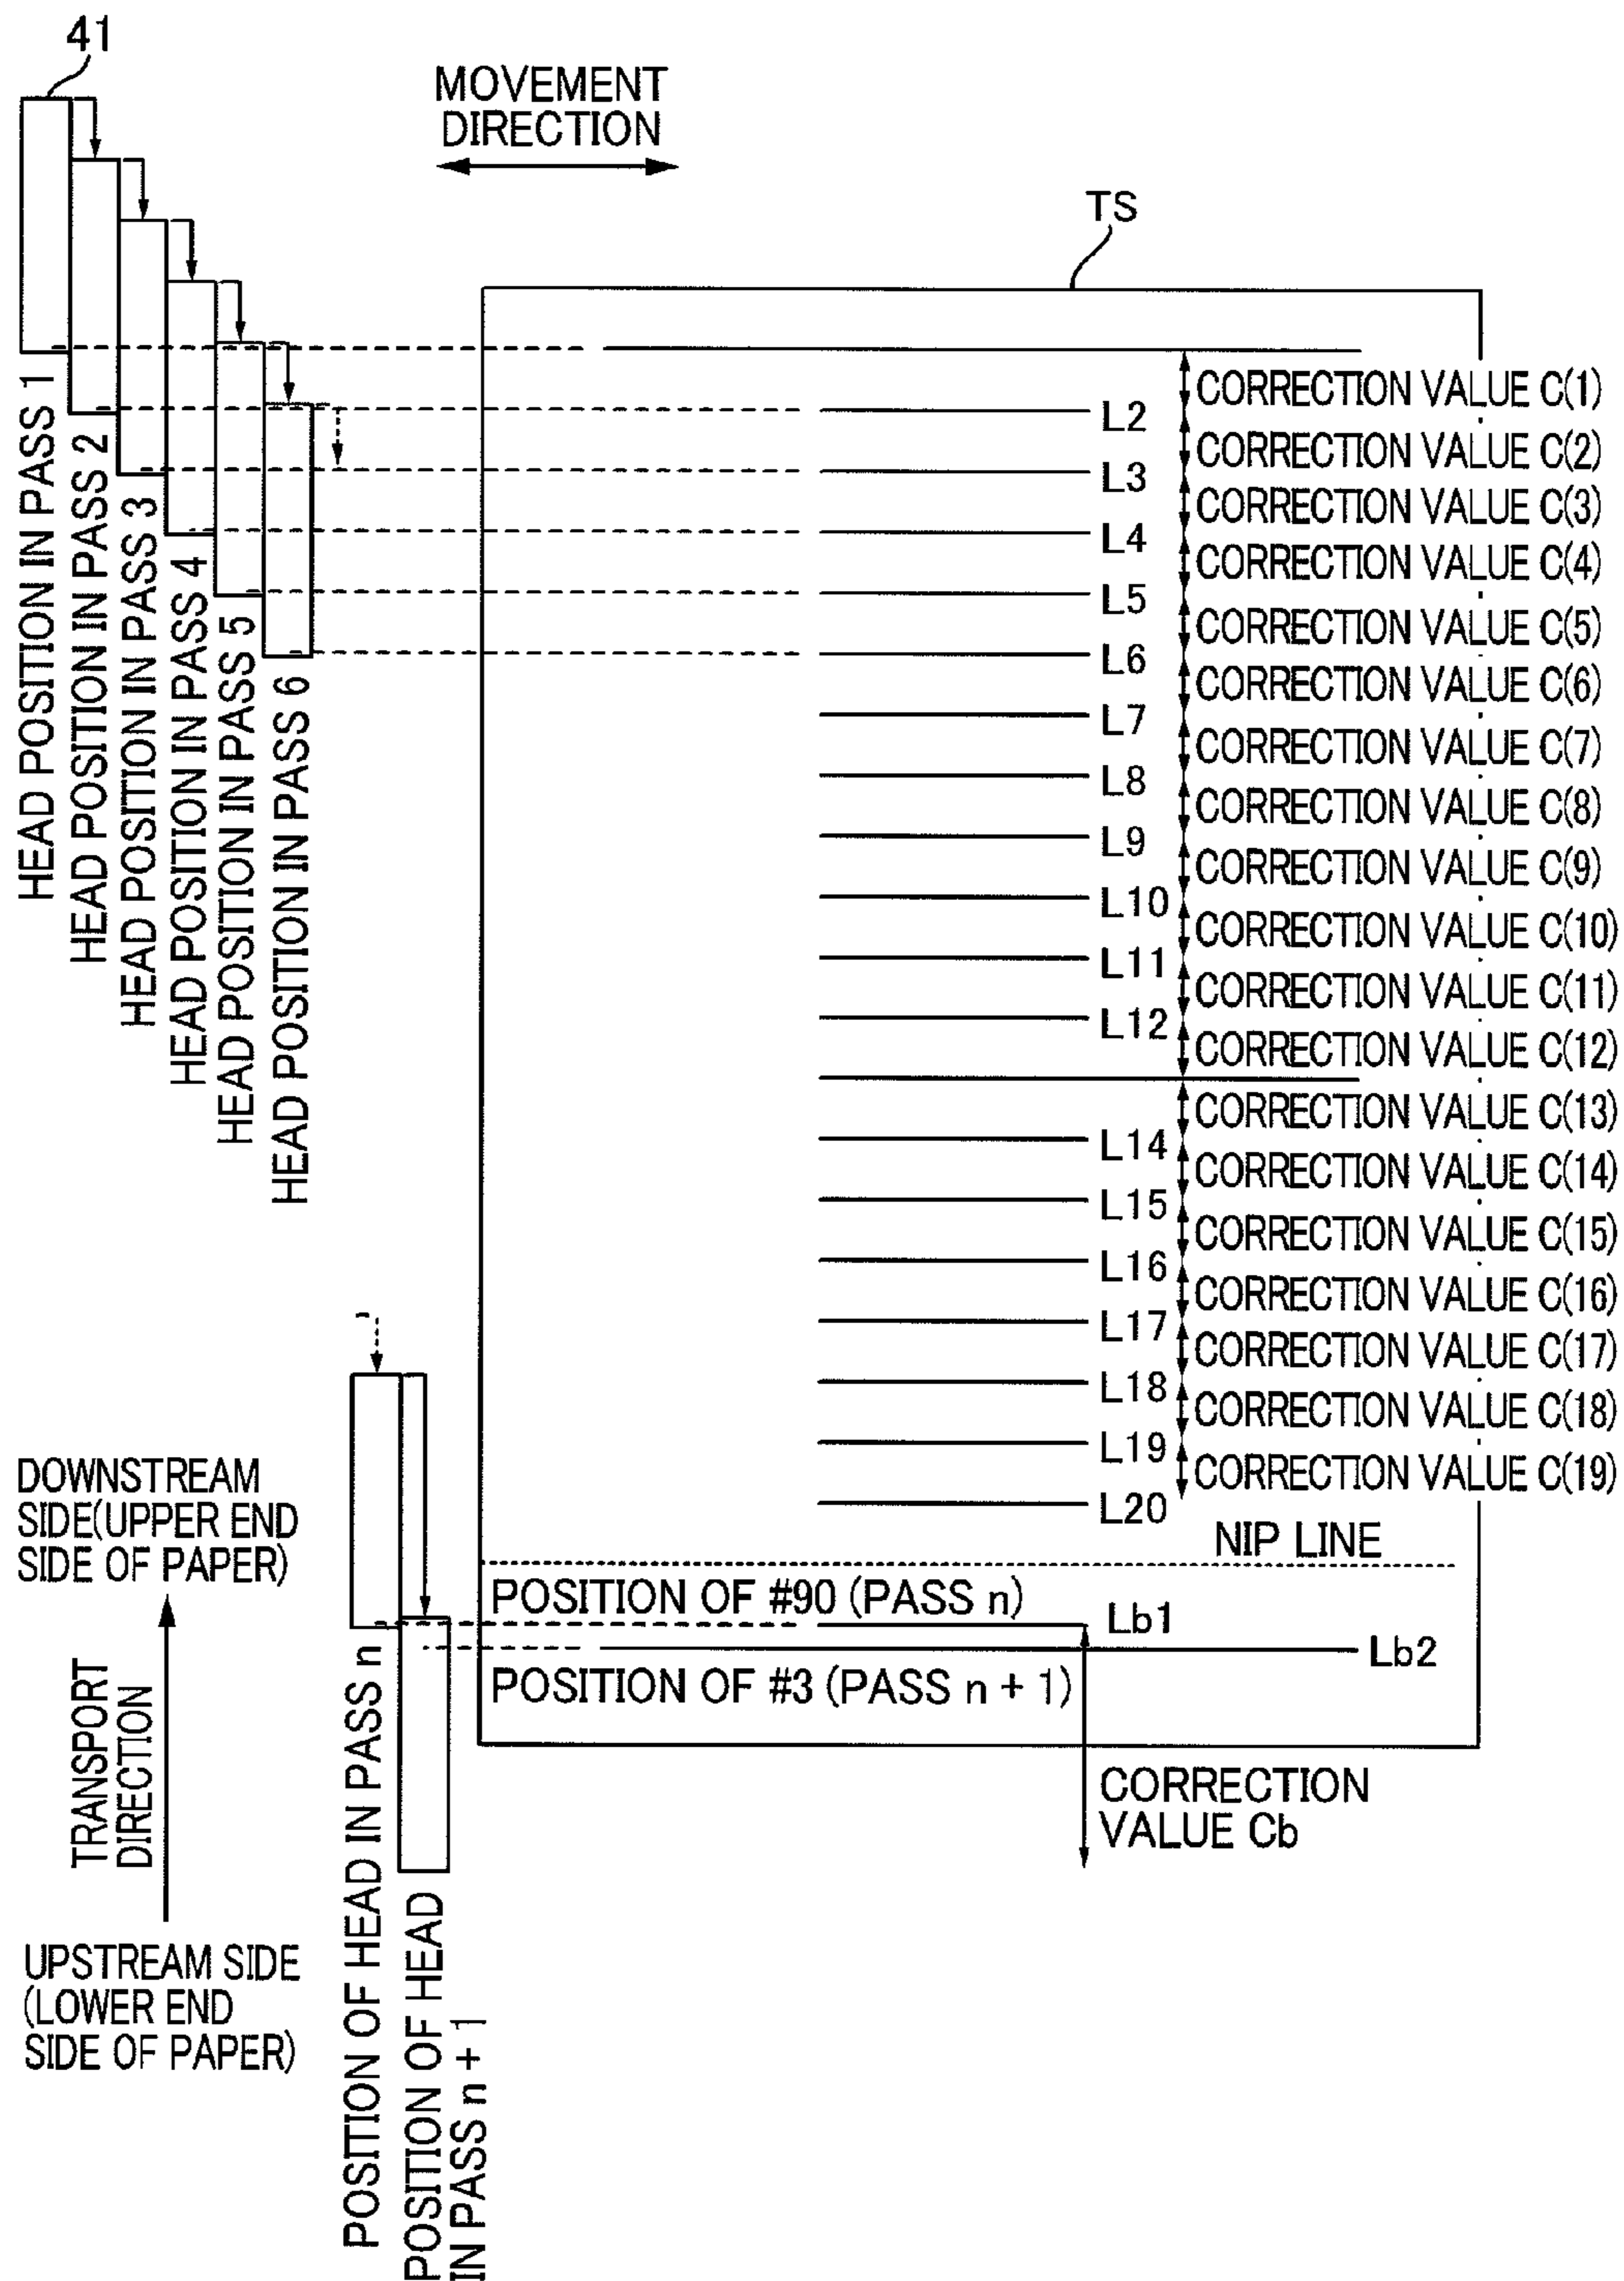 41
MOVEMENT
DIRECTION
TS
HEAD POSITION IN PASS 1
HEAD POSITION IN PASS 2
HEAD POSITION IN PASS 3
HEAD POSITION IN PASS 4
HEAD POSITION IN PASS 5
HEAD POSITION IN PASS 6
CORRECTION VALUE C(1)
L2
CORRECTION VALUE C(2)
L3
CORRECTION VALUE C(3)
L4
CORRECTION VALUE C(4)
L5
CORRECTION VALUE C(5)
L6
CORRECTION VALUE C(6)
L7
CORRECTION VALUE C(7)
L8
CORRECTION VALUE C(8)
L9
CORRECTION VALUE C(9)
L10
CORRECTION VALUE C(10)
L11
CORRECTION VALUE C(11)
L12
CORRECTION VALUE C(12)
CORRECTION VALUE C(13)
L14
CORRECTION VALUE C(14)
L15
CORRECTION VALUE C(15)
L16
CORRECTION VALUE C(16)
L17
CORRECTION VALUE C(17)
L18
CORRECTION VALUE C(18)
L19
CORRECTION VALUE C(19)
L20
NIP LINE
POSITION OF #90 (PASS n)
Lb1
Lb2
POSITION OF #3 (PASS n + 1)
CORRECTION
VALUE Cb
DOWNSTREAM
SIDE(UPPER END
SIDE OF PAPER)
TRANSPORT
DIRECTION
UPSTREAM SIDE
(LOWER END
SIDE OF PAPER)
POSITION OF HEAD IN PASS n
POSITION OF HEAD
IN PASS n + 1